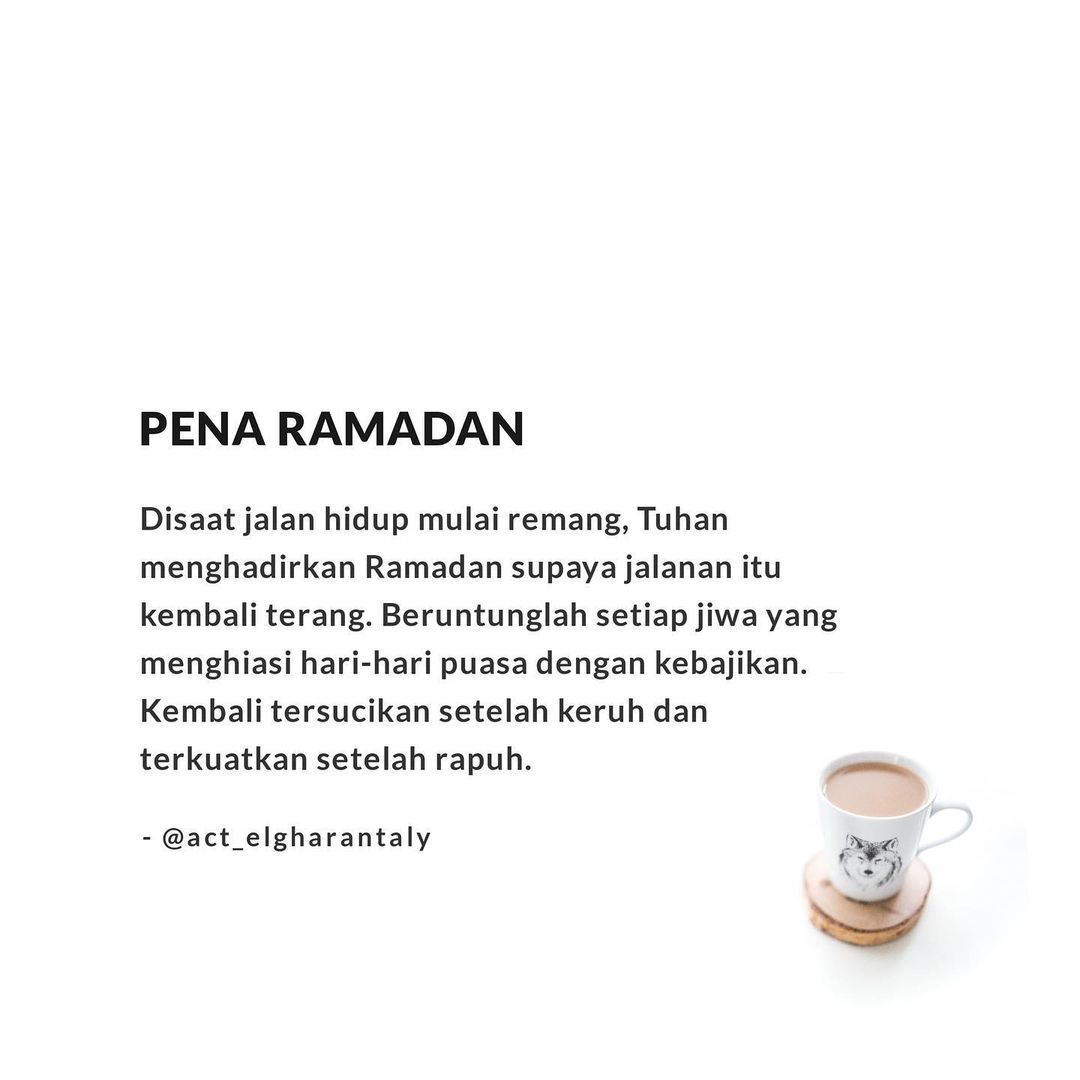 PENA RAMADAN
Disaat jalan hidup mulai remang, Tuhan
menghadirkan Ramadan supaya jalanan itu
kembali terang. Beruntunglah setiap jiwa yang
menghiasi hari-hari puasa dengan kebajikan.
Kembali tersucikan setelah keruh dan
terkuatkan setelah rapuh.
- @act_elgharantaly